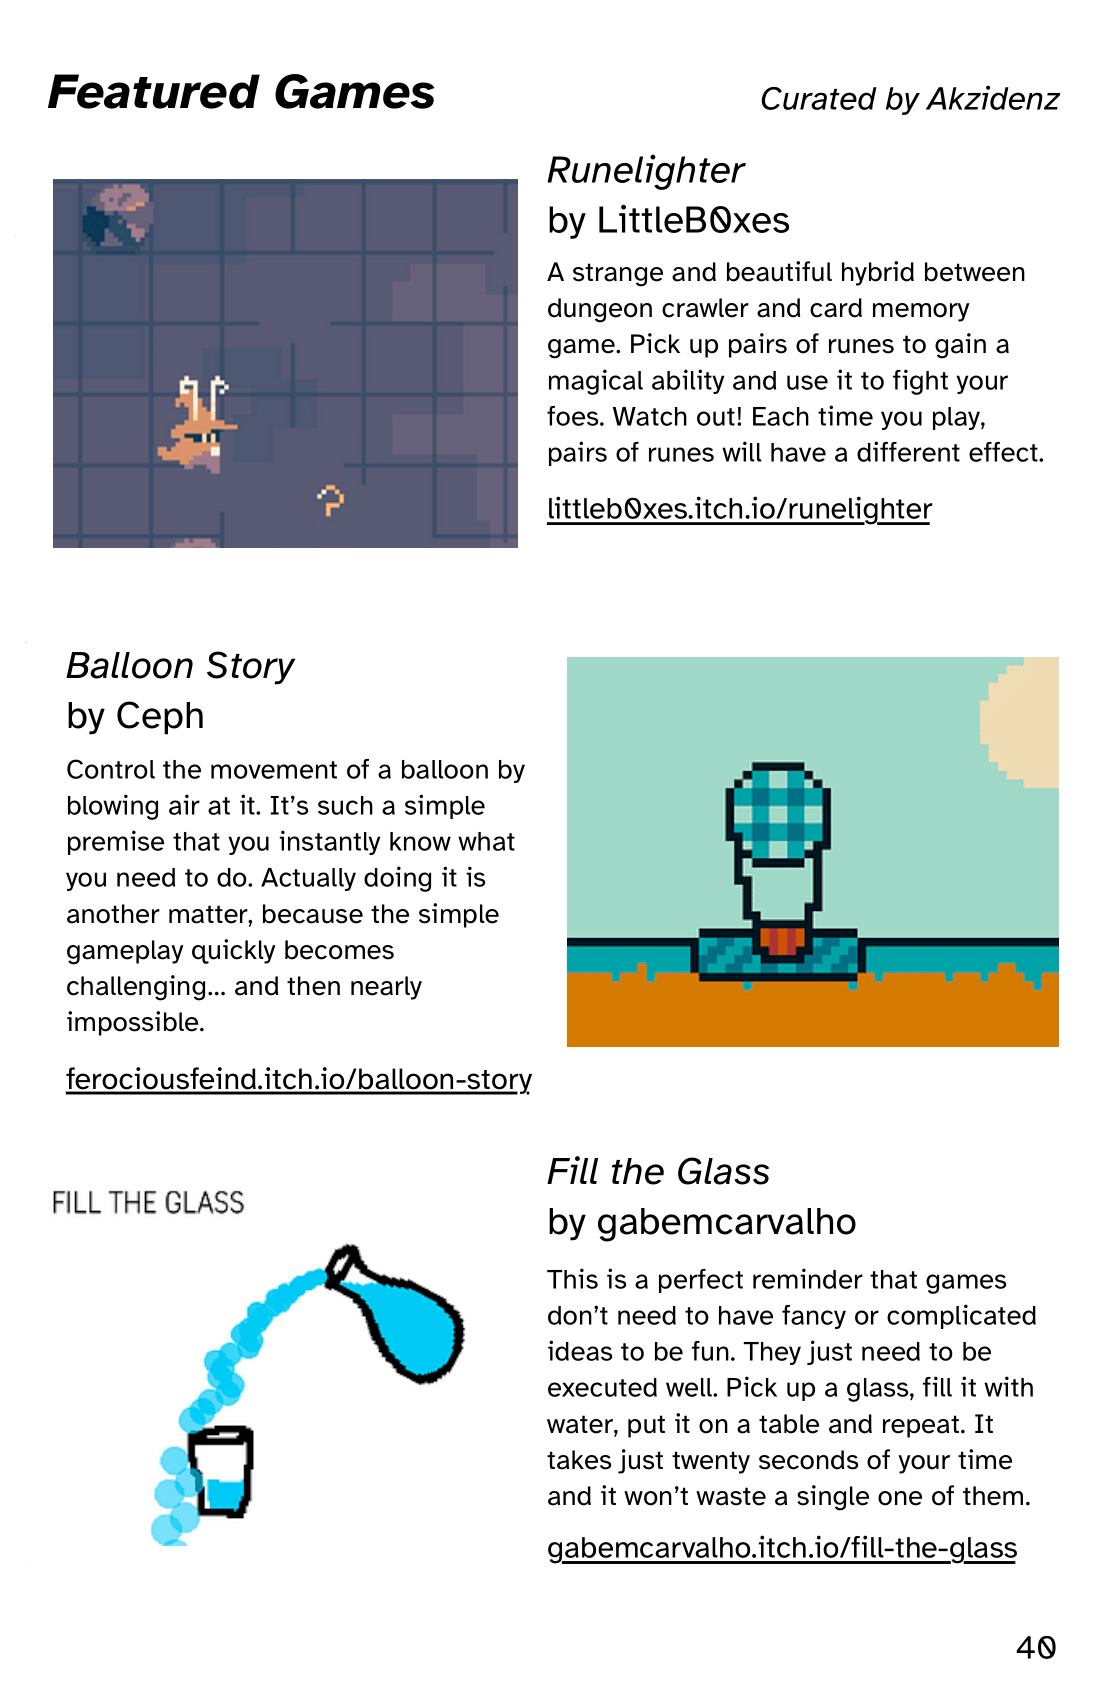 Featured Games
Curated by Akzidenz
Runelighter
by LittleB0xes
A strange and beautiful hybrid between
dungeon crawler and card memory
game. Pick up pairs of runes to gain a
magical ability and use it to fight your
foes. Watch out! Each time you play,
pairs of runes will have a different effect.
littleb0xes.itch.io/runelighter
Balloon Story
by Ceph
Control the movement of a balloon by
blowing air at it. It’s such a simple
premise that you instantly know what
you need to do. Actually doing it is
another matter, because the simple
gameplay quickly becomes
challenging... and then nearly
impossible.
ferociousfeind.itch.io/balloon-story
FILL THE GLASS
Fill the Glass
by gabemcarvalho
This is a perfect reminder that games
don’t need to have fancy or complicated
ideas to be fun. They just need to be
executed well. Pick up a glass, fill it with
water, put it on a table and repeat. It
takes just twenty seconds of your time
and it won’t waste a single one of them.
gabemcarvalho.itch.io/fill-the-glass
40